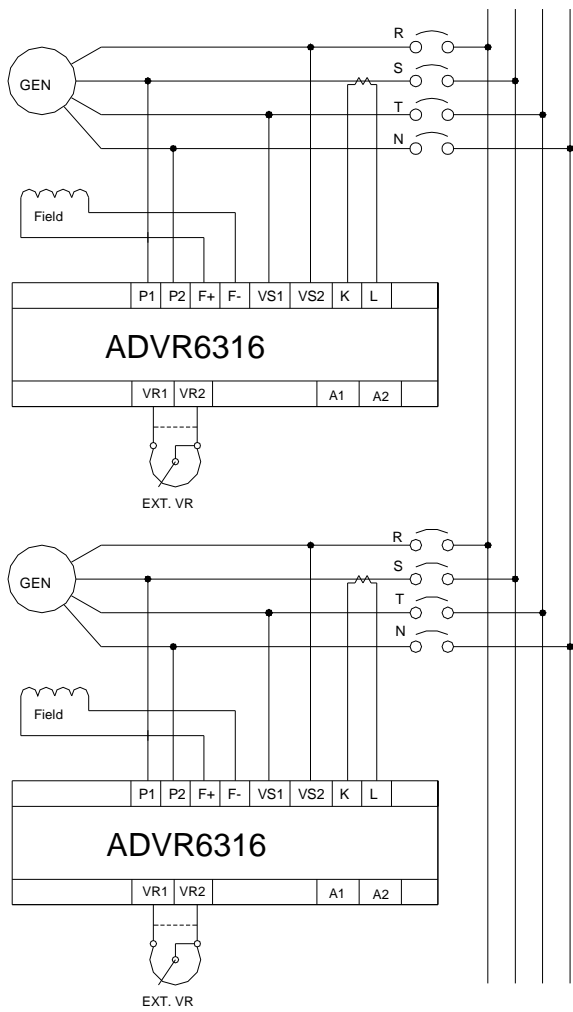 R
GEN
S
T
N
Field
P1 P2 F+ F- VS1 VS2 K L
ADVR6316
VR1 VR2 A1 A2
EXT. VR
R
GEN
S
T
N
Field
P1 P2 F+ F- VS1 VS2 K L
ADVR6316
VR1 VR2 A1 A2
EXT. VR